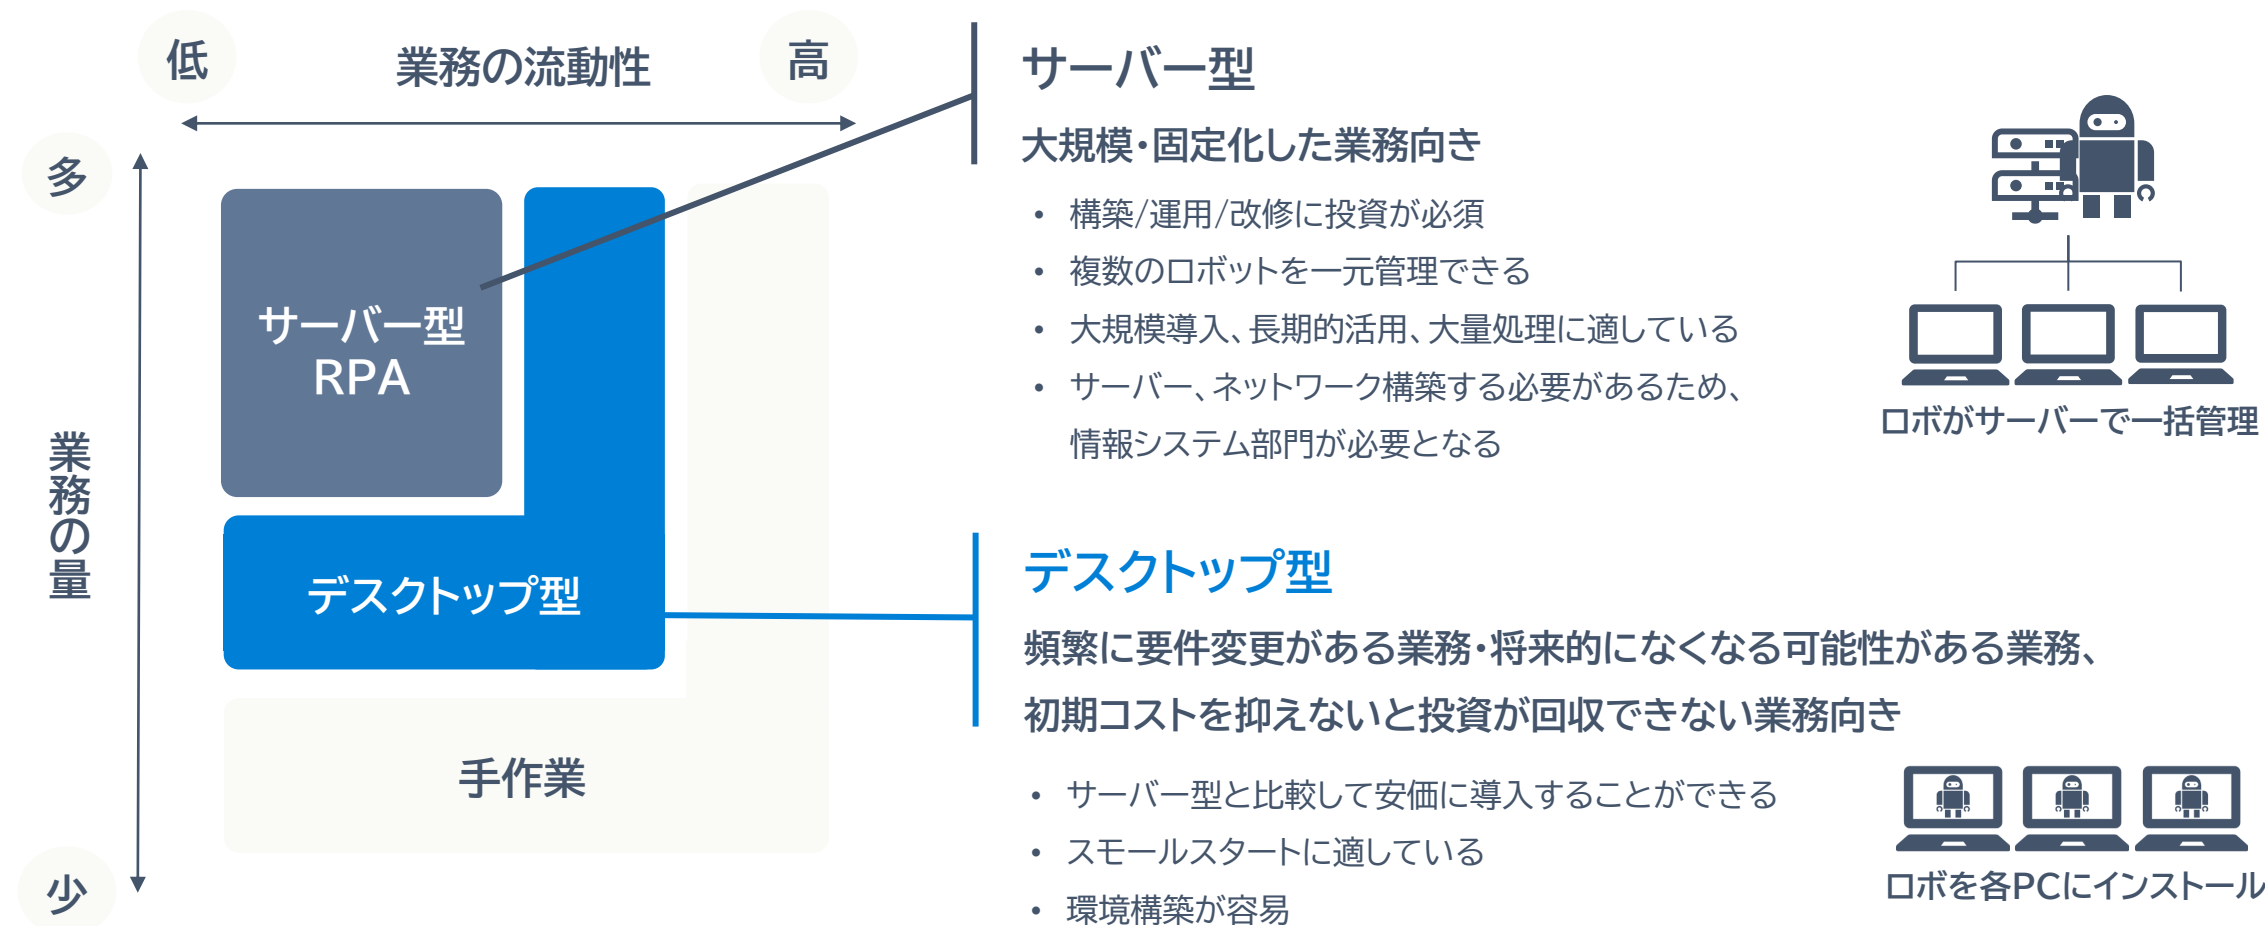 低
業務の流動性
高
多
業務の量
少
サーバー型
RPA
デスクトップ型
手作業
サーバー型
大規模・固定化した業務向き
• 構築/運用/改修に投資が必須
• 複数のロボットを一元管理できる
• 大規模導入、長期的活用、大量処理に適している
• サーバー、ネットワーク構築する必要があるため、
情報システム部門が必要となる
ロボがサーバーで一括管理
デスクトップ型
頻繁に要件変更がある業務・将来的になくなる可能性がある業務、
初期コストを抑えないと投資が回収できない業務向き
• サーバー型と比較して安価に導入することができる
• スモールスタートに適している
• 環境構築が容易
ロボを各PCにインストール